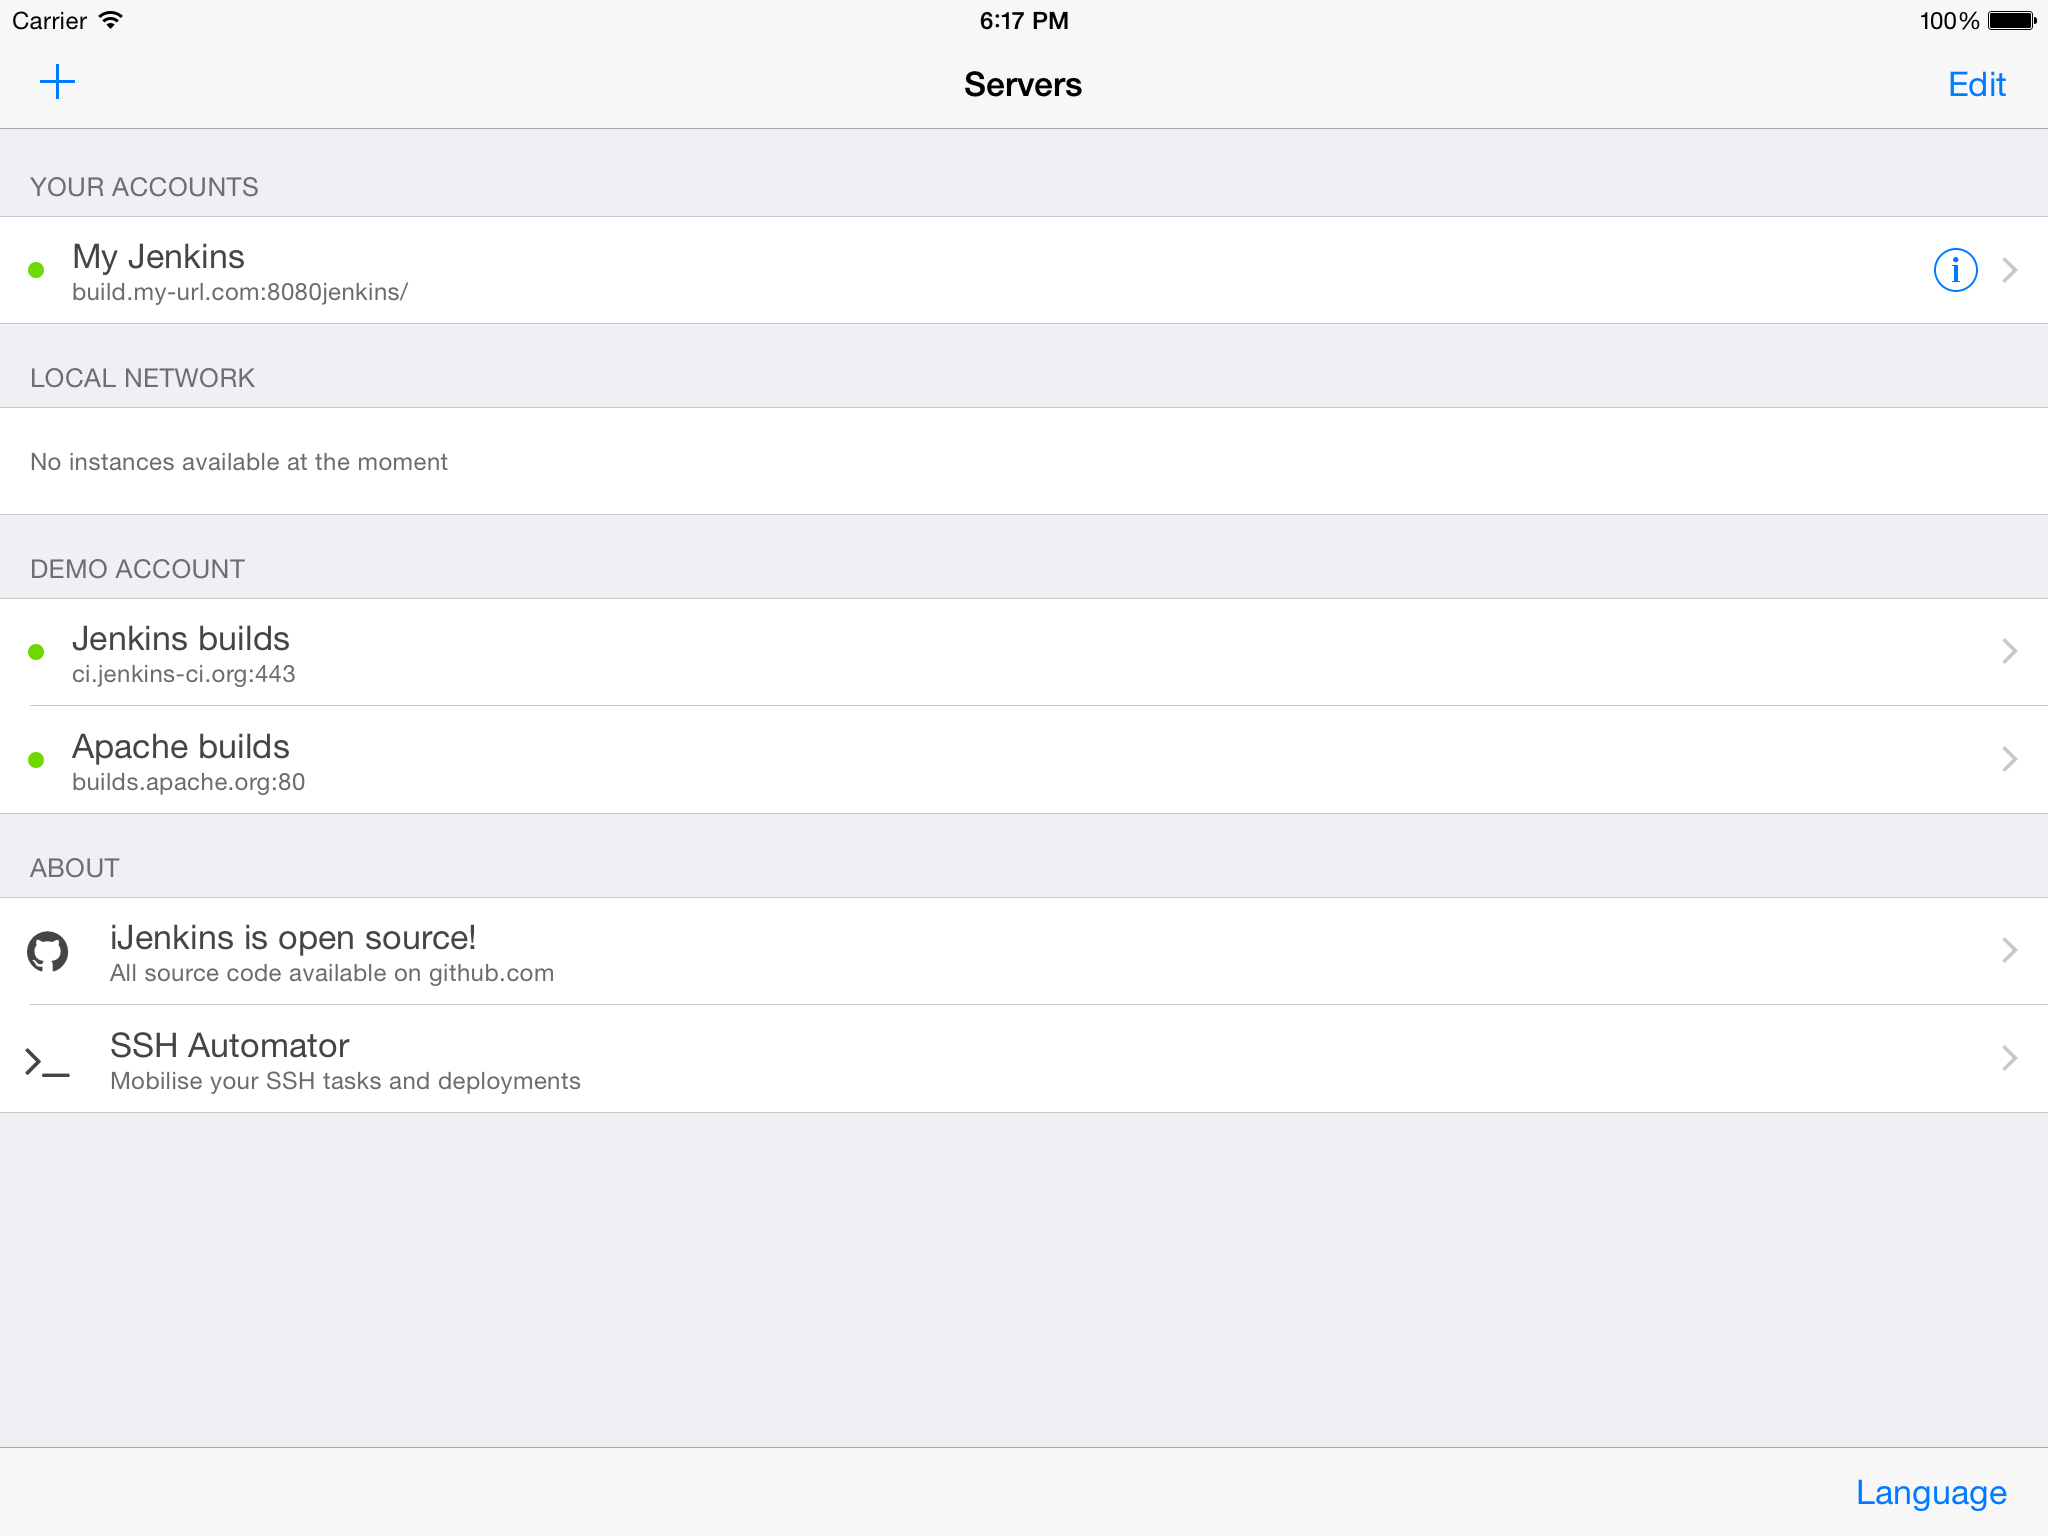 Carrier
6:17 PM
100%
Servers
Edit
YOUR ACCOUNTS
My Jenkins
build.my-url.com:8080jenkins/
LOCAL NETWORK
No instances available at the moment
DEMO ACCOUNT
Jenkins builds
ci.jenkins-ci.org:443
Apache builds
builds.apache.org:80
ABOUT
iJenkins is open source!
All source code available on github.com
SSH Automator
Mobilise your SSH tasks and deployments
Language